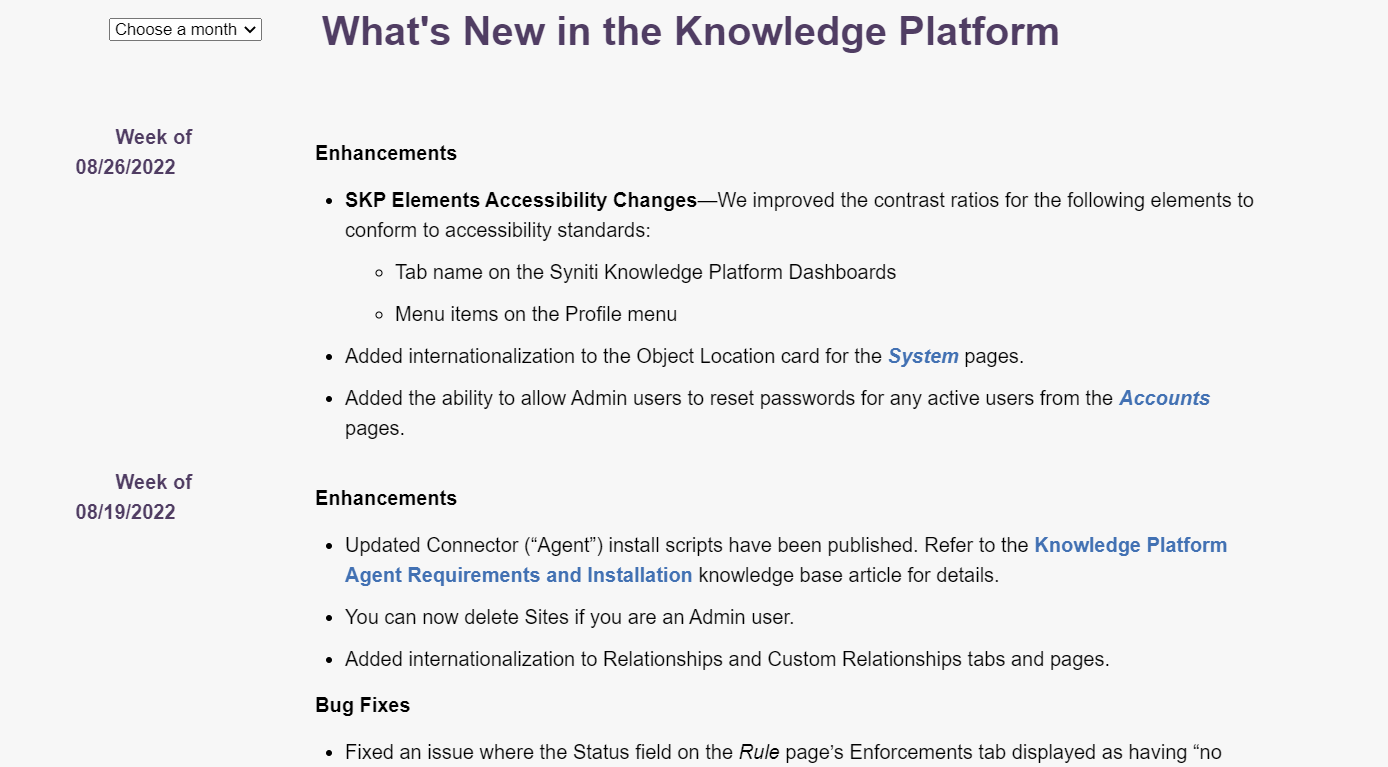 Choose a month
What's New in the Knowledge Platform
Week of
08/26/2022
Enhancements
• SKP Elements Accessibility Changes—We improved the contrast ratios for the following elements to
conform to accessibility standards:
◦ Tab name on the Syniti Knowledge Platform Dashboards
◦ Menu items on the Profile menu
• Added internationalization to the Object Location card for the System pages.
• Added the ability to allow Admin users to reset passwords for any active users from the Accounts
pages.
Week of
08/19/2022
Enhancements
• Updated Connector (“Agent”) install scripts have been published. Refer to the Knowledge Platform
Agent Requirements and Installation knowledge base article for details.
• You can now delete Sites if you are an Admin user.
• Added internationalization to Relationships and Custom Relationships tabs and pages.
Bug Fixes
• Fixed an issue where the Status field on the Rule page’s Enforcements tab displayed as having “no